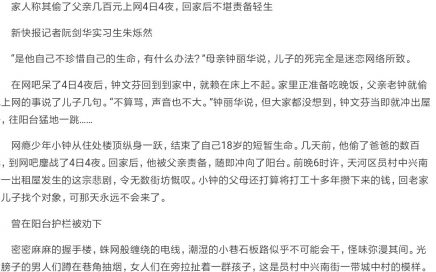 家人称其偷了父亲几百元上网4日4夜，回家后不堪责备轻生
新快报记者阮剑华实习生朱烁然
“是他自己不珍惜自己的生命，有什么办法？”母亲钟丽华说，儿子的死完全是迷恋网络所致。
在网吧呆了4日4夜后，钟文芬回到到家中，就赖在床上不起。家里正准备吃晚饭，父亲老钟就偷
上网的事说了儿子几句。“不算骂，声音也不大。”钟丽华说，但大家都没想到，钟文芬当即就冲出屋
，往阳台猛地一跳……
网瘾少年小钟从住处楼顶纵身一跃，结束了自己18岁的短暂生命。几天前，他偷了爸爸的数百
，到网吧鏖战了4日4夜。回家后，他被父亲责备，随即冲向了阳台。前晚6时许，天河区员村中兴南
一出租屋发生的这宗悲剧，令无数街坊慨叹。小钟的父母还打算将打工十多年攒下来的钱，回老家
儿子找个对象，可那天永远不会来了。
曾在阳台护栏被劝下
密密麻麻的握手楼，蛛网般缠绕的电线，潮湿的小巷石板路似乎不可能会干，怪味弥漫其间。光
膀子的男人们蹲在巷角抽烟，女人们在旁拉扯着一群孩子，这是员村中兴南街一带城中村的模样。